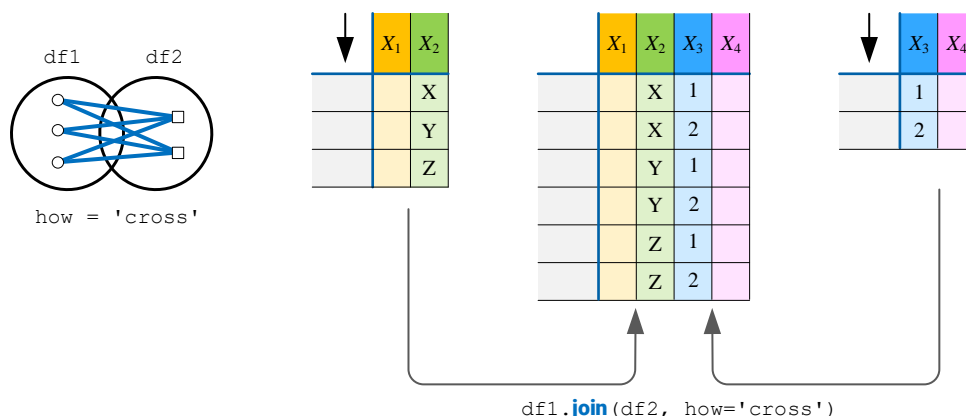 df1 df2
how = 'cross'
X1 X2
X
Y
Z
X1 X2 X3 X4
X 1
X 2
Y 1
Y 2
Z 1
Z 2
X3 X4
1
2
df1.join(df2, how='cross')